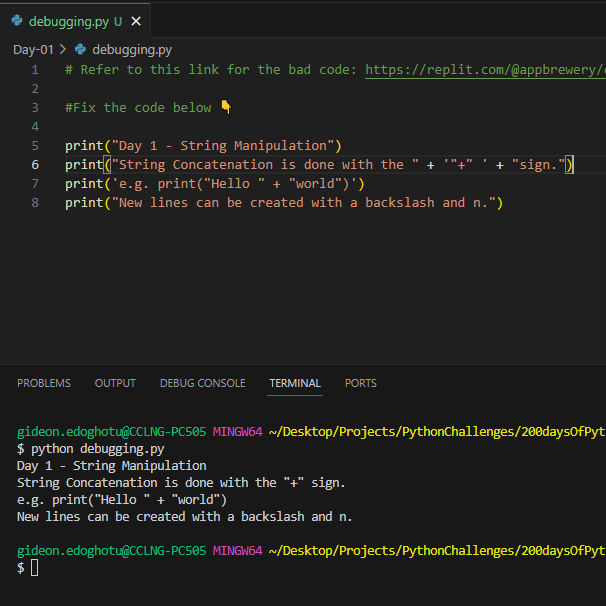 debugging.py U
Day-01 > debugging.py
1 # Refer to this link for the bad code: https://replit.com/@appbrewery/
2
3 #Fix the code below 👇
4
5 print("Day 1 - String Manipulation")
6 print("String Concatenation is done with the " + '"+" ' + "sign.")
7 print('e.g. print("Hello " + "world")')
8 print("New lines can be created with a backslash and n.")
PROBLEMS OUTPUT DEBUG CONSOLE TERMINAL PORTS
gideon.edoghotu@CCLNG-PC505 MINGW64 ~/Desktop/Projects/PythonChallenges/200daysOfPyt
$ python debugging.py
Day 1 - String Manipulation
String Concatenation is done with the "+" sign.
e.g. print("Hello " + "world")
New lines can be created with a backslash and n.
gideon.edoghotu@CCLNG-PC505 MINGW64 ~/Desktop/Projects/PythonChallenges/200daysOfPyt
$